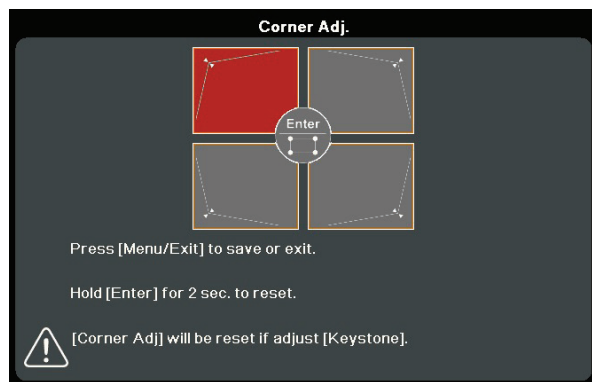 Corner Adj.
Enter
Press [Menu/Exit] to save or exit.
Hold [Enter] for 2 sec. to reset.
[Corner Adj] will be reset if adjust [Keystone].